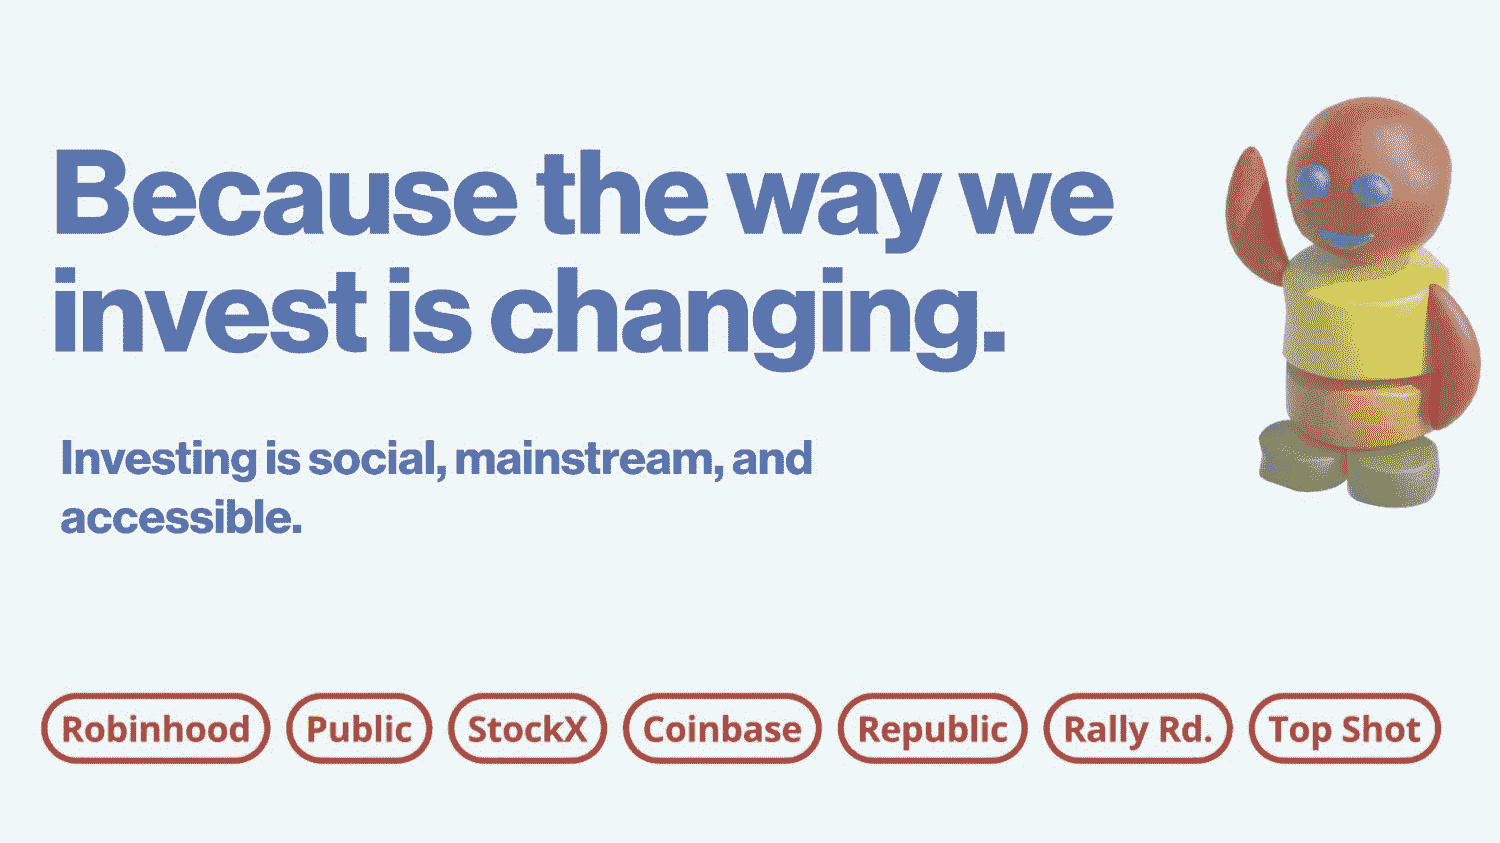 Because the way we
invest is changing.
Investing is social, mainstream, and
accessible.
Robinhood Public StockX Coinbase Republic Rally Rd. Top Shot